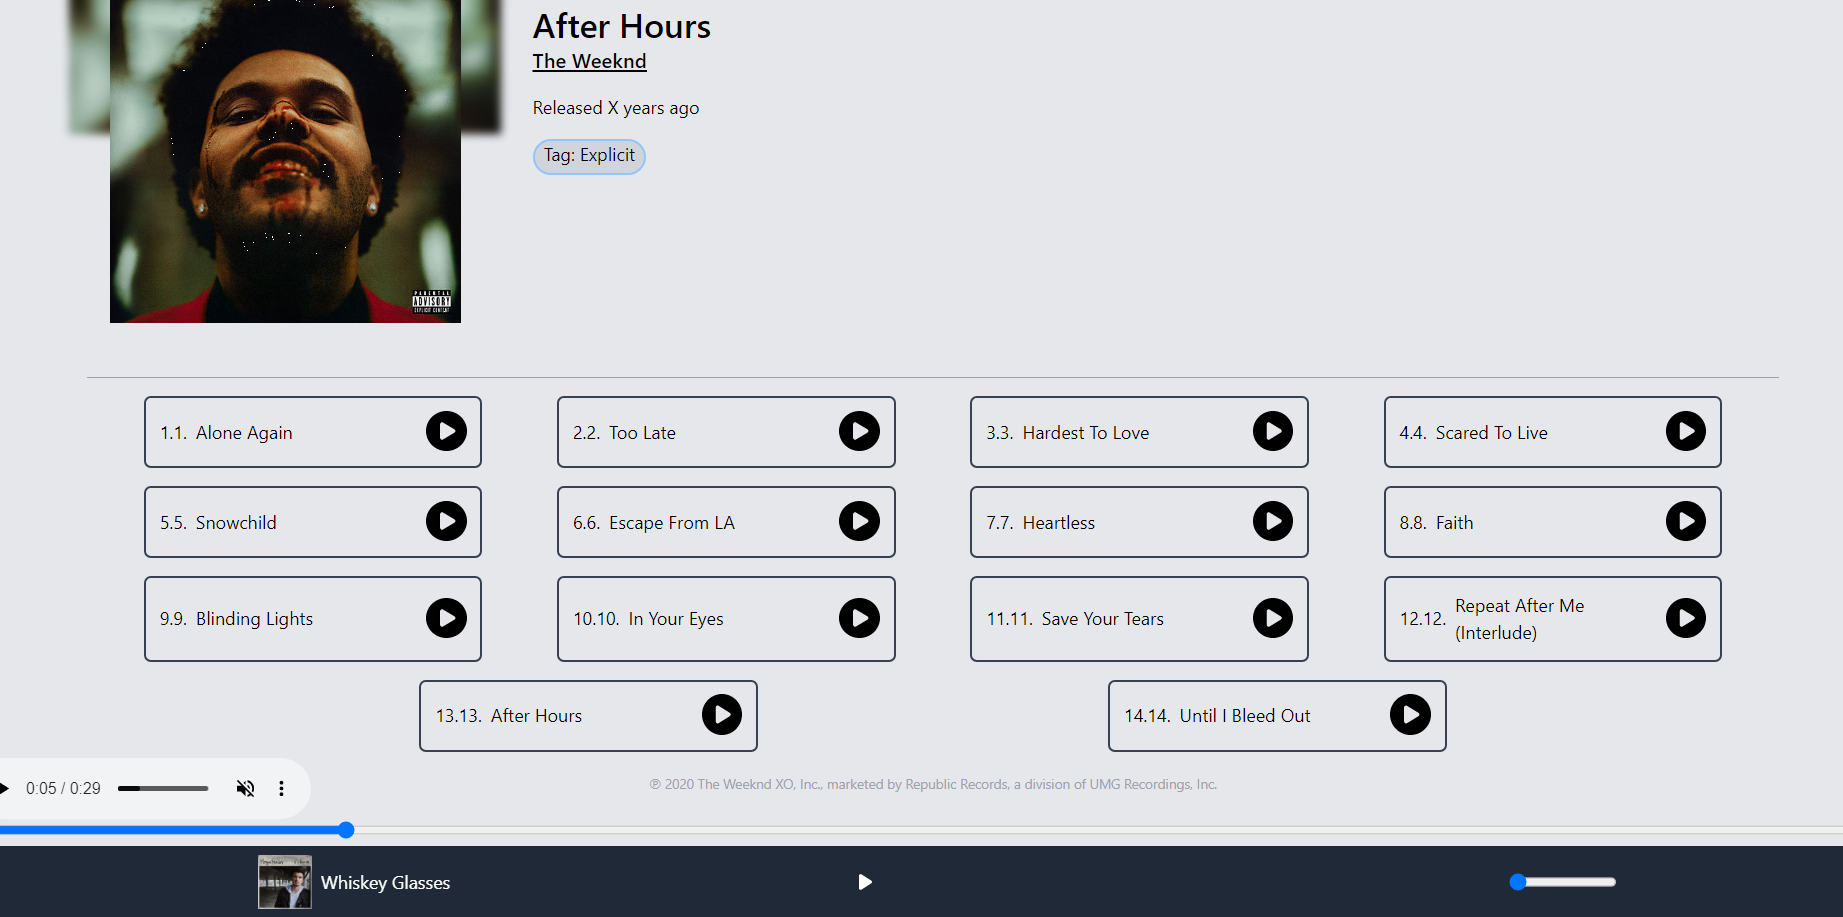 After Hours
The Weeknd
Released X years ago
Tag: Explicit
PARENTAL
ADVISORY
EXPLICIT CONTENT
1.1. Alone Again
2.2. Too Late
3.3. Hardest To Love
4.4. Scared To Live
5.5. Snowchild
6.6. Escape From LA
7.7. Heartless
8.8. Faith
9.9. Blinding Lights
10.10. In Your Eyes
11.11. Save Your Tears
12.12. Repeat After Me
(Interlude)
13.13. After Hours
14.14. Until I Bleed Out
0:05 / 0:29
℗ 2020 The Weeknd XO, Inc., marketed by Republic Records, a division of UMG Recordings, Inc.
Whiskey Glasses